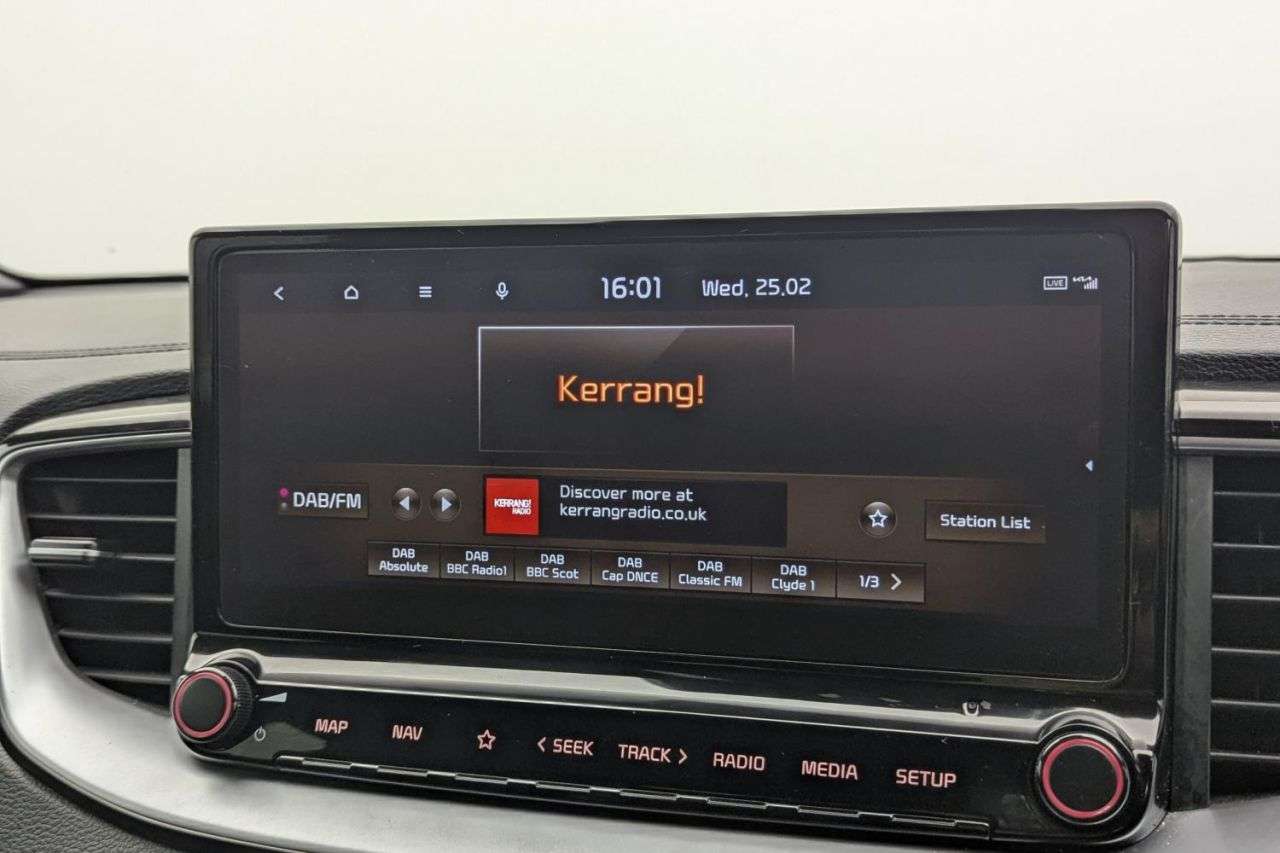 16:01 Wed, 25.02 LIVE KIA
Kerrang!
DAB/FM
KERRANG!
RADIO
Discover more at
kerrangradio.co.uk
Station List
DAB
Absolute
DAB
BBC Radio1
DAB
BBC Scot
DAB
Cap DNCE
DAB
Classic FM
DAB
Clyde 1
1/3
MAP NAV SEEK TRACK RADIO MEDIA SETUP